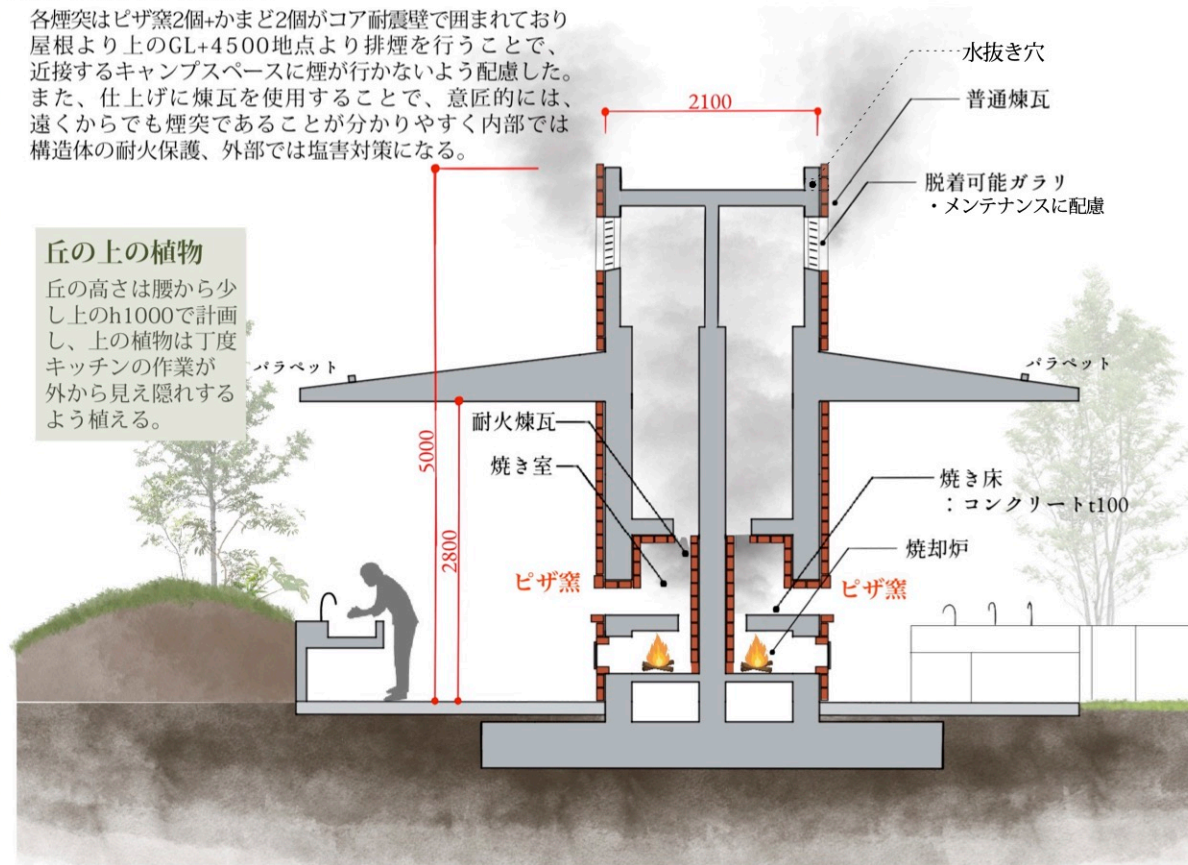 各煙突はピザ窯2個+かまど2個がコア耐震壁で囲まれており
屋根より上のGL+4500地点より排煙を行うことで、
近接するキャンプスペースに煙が行かないよう配慮した。
また、仕上げに煉瓦を使用することで、意匠的には、
遠くからでも煙突であることが分かりやすく内部では
構造体の耐火保護、外部では塩害対策になる。
水抜き穴
2100
普通煉瓦
脱着可能ガラリ
・メンテナンスに配慮
丘の上の植物
丘の高さは腰から少
し上のh1000で計画
し、上の植物は丁度
キッチンの作業が
外から見え隠れする
よう植える。
パラペット
パラペット
5000
2800
耐火煉瓦
焼き室
焼き床
：コンクリートt100
焼却炉
ピザ窯
ピザ窯